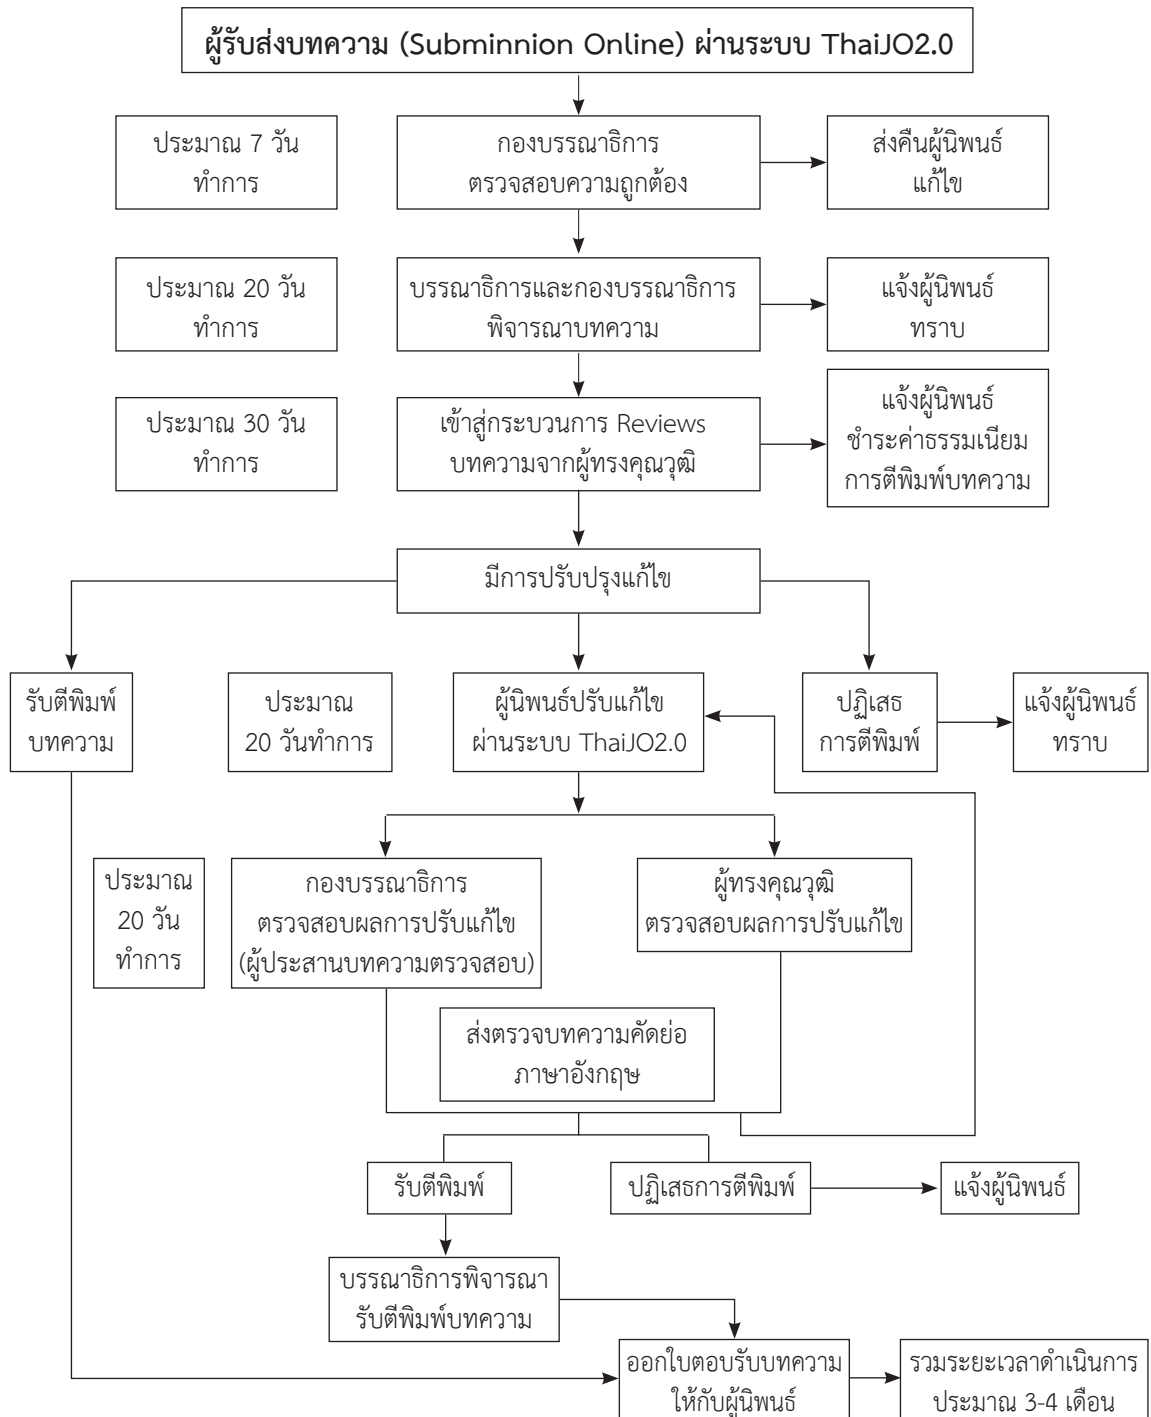 ผู้รับส่งบทความ (Subminnion Online) ผ่านระบบ ThaiJO2.0
ประมาณ 7 วัน
ทำการ
กองบรรณาธิการ
ตรวจสอบความถูกต้อง
ส่งคืนผู้นิพนธ์
แก้ไข
ประมาณ 20 วัน
ทำการ
บรรณาธิการและกองบรรณาธิการ
พิจารณาบทความ
แจ้งผู้นิพนธ์
ทราบ
ประมาณ 30 วัน
ทำการ
เข้าสู่กระบวนการ Reviews
บทความจากผู้ทรงคุณวุฒิ
แจ้งผู้นิพนธ์
ชำระค่าธรรมเนียม
การตีพิมพ์บทความ
มีการปรับปรุงแก้ไข
รับตีพิมพ์
บทความ
ประมาณ
20 วันทำการ
ผู้นิพนธ์ปรับแก้ไข
ผ่านระบบ ThaiJO2.0
ปฏิเสธ
การตีพิมพ์
แจ้งผู้นิพนธ์
ทราบ
ประมาณ
20 วัน
ทำการ
กองบรรณาธิการ
ตรวจสอบผลการปรับแก้ไข
(ผู้ประสานบทความตรวจสอบ)
ผู้ทรงคุณวุฒิ
ตรวจสอบผลการปรับแก้ไข
ส่งตรวจบทความคัดย่อ
ภาษาอังกฤษ
รับตีพิมพ์
ปฏิเสธการตีพิมพ์
แจ้งผู้นิพนธ์
บรรณาธิการพิจารณา
รับตีพิมพ์บทความ
ออกใบตอบรับบทความ
ให้กับผู้นิพนธ์
รวมระยะเวลาดำเนินการ
ประมาณ 3-4 เดือน